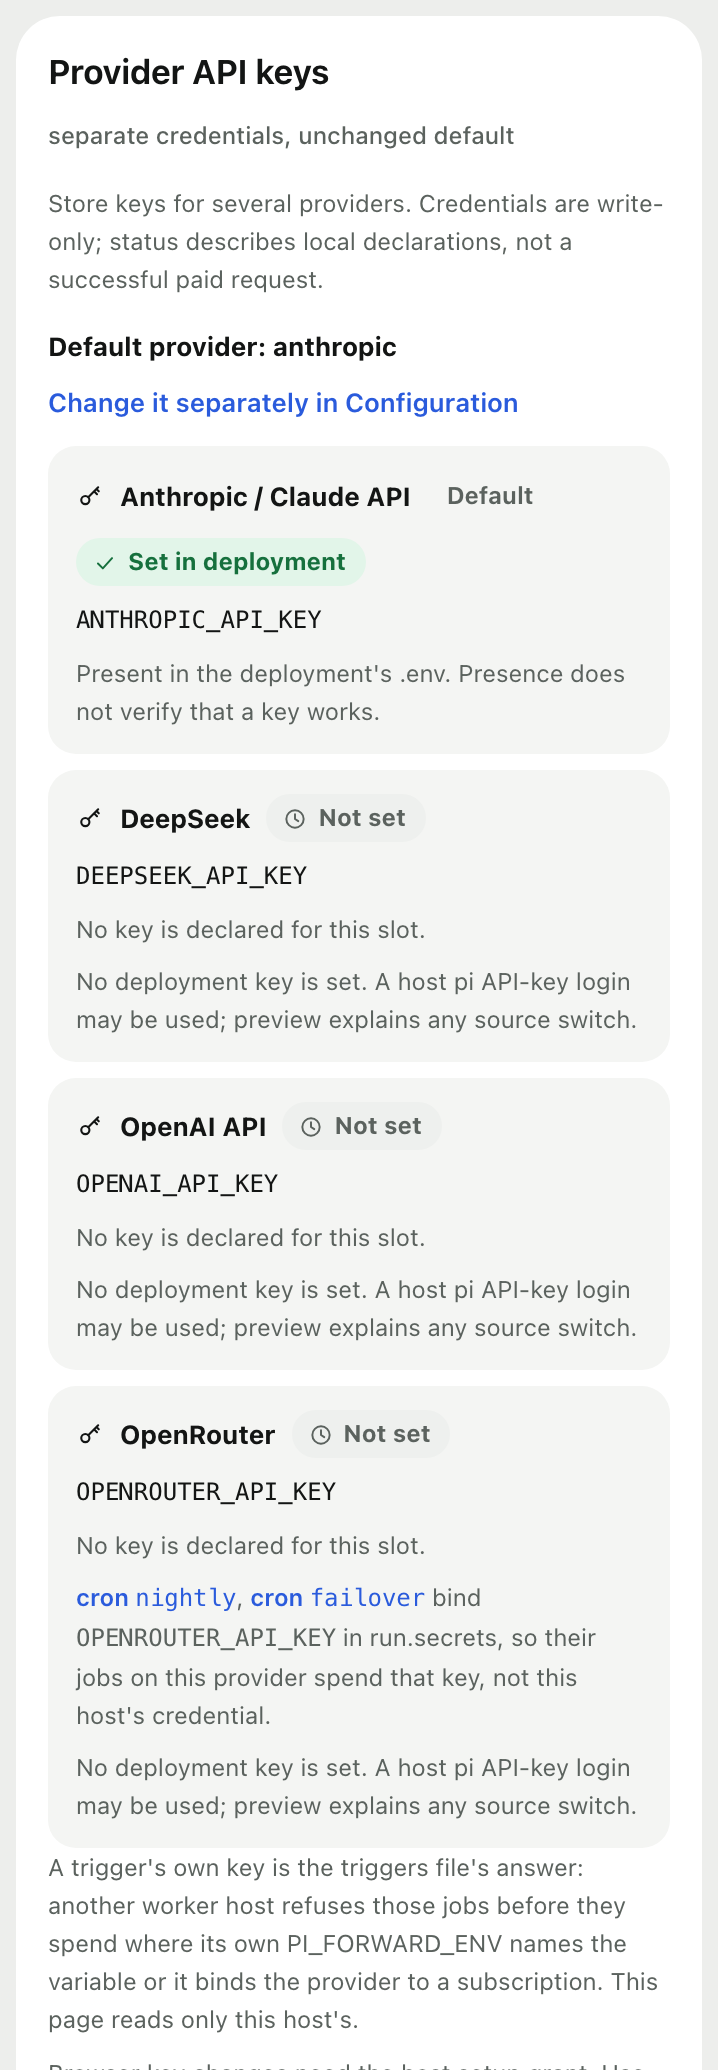 Provider API keys
separate credentials, unchanged default
Store keys for several providers. Credentials are write-
only; status describes local declarations, not a
successful paid request.
Default provider: anthropic
Change it separately in Configuration
Anthropic / Claude API Default
Set in deployment
ANTHROPIC_API_KEY
Present in the deployment's .env. Presence does
not verify that a key works.
DeepSeek Not set
DEEPSEEK_API_KEY
No key is declared for this slot.
No deployment key is set. A host pi API-key login
may be used; preview explains any source switch.
OpenAI API Not set
OPENAI_API_KEY
No key is declared for this slot.
No deployment key is set. A host pi API-key login
may be used; preview explains any source switch.
OpenRouter Not set
OPENROUTER_API_KEY
No key is declared for this slot.
cron nightly, cron failover bind
OPENROUTER_API_KEY in run.secrets, so their
jobs on this provider spend that key, not this
host's credential.
No deployment key is set. A host pi API-key login
may be used; preview explains any source switch.
A trigger's own key is the triggers file's answer:
another worker host refuses those jobs before they
spend where its own PI_FORWARD_ENV names the
variable or it binds the provider to a subscription. This
page reads only this host's.